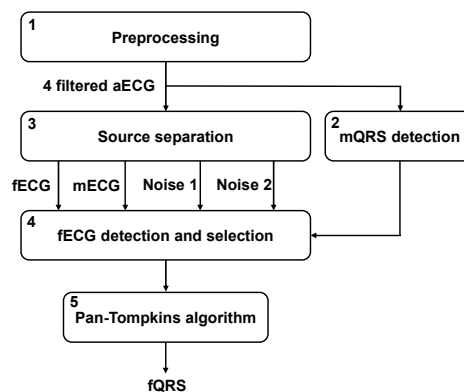 1
Preprocessing
4 filtered aECG
3
Source separation
2
mQRS detection
fECG
mECG
Noise 1
Noise 2
4
fECG detection and selection
5
Pan-Tompkins algorithm
fQRS